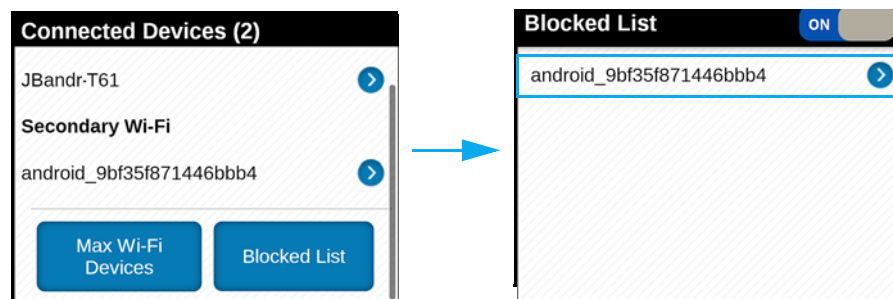 Connected Devices (2)
JBandr-T61
Secondary Wi-Fi
android_9bf35f871446bbb4
Max Wi-Fi
Devices
Blocked List
Blocked List
ON
android_9bf35f871446bbb4